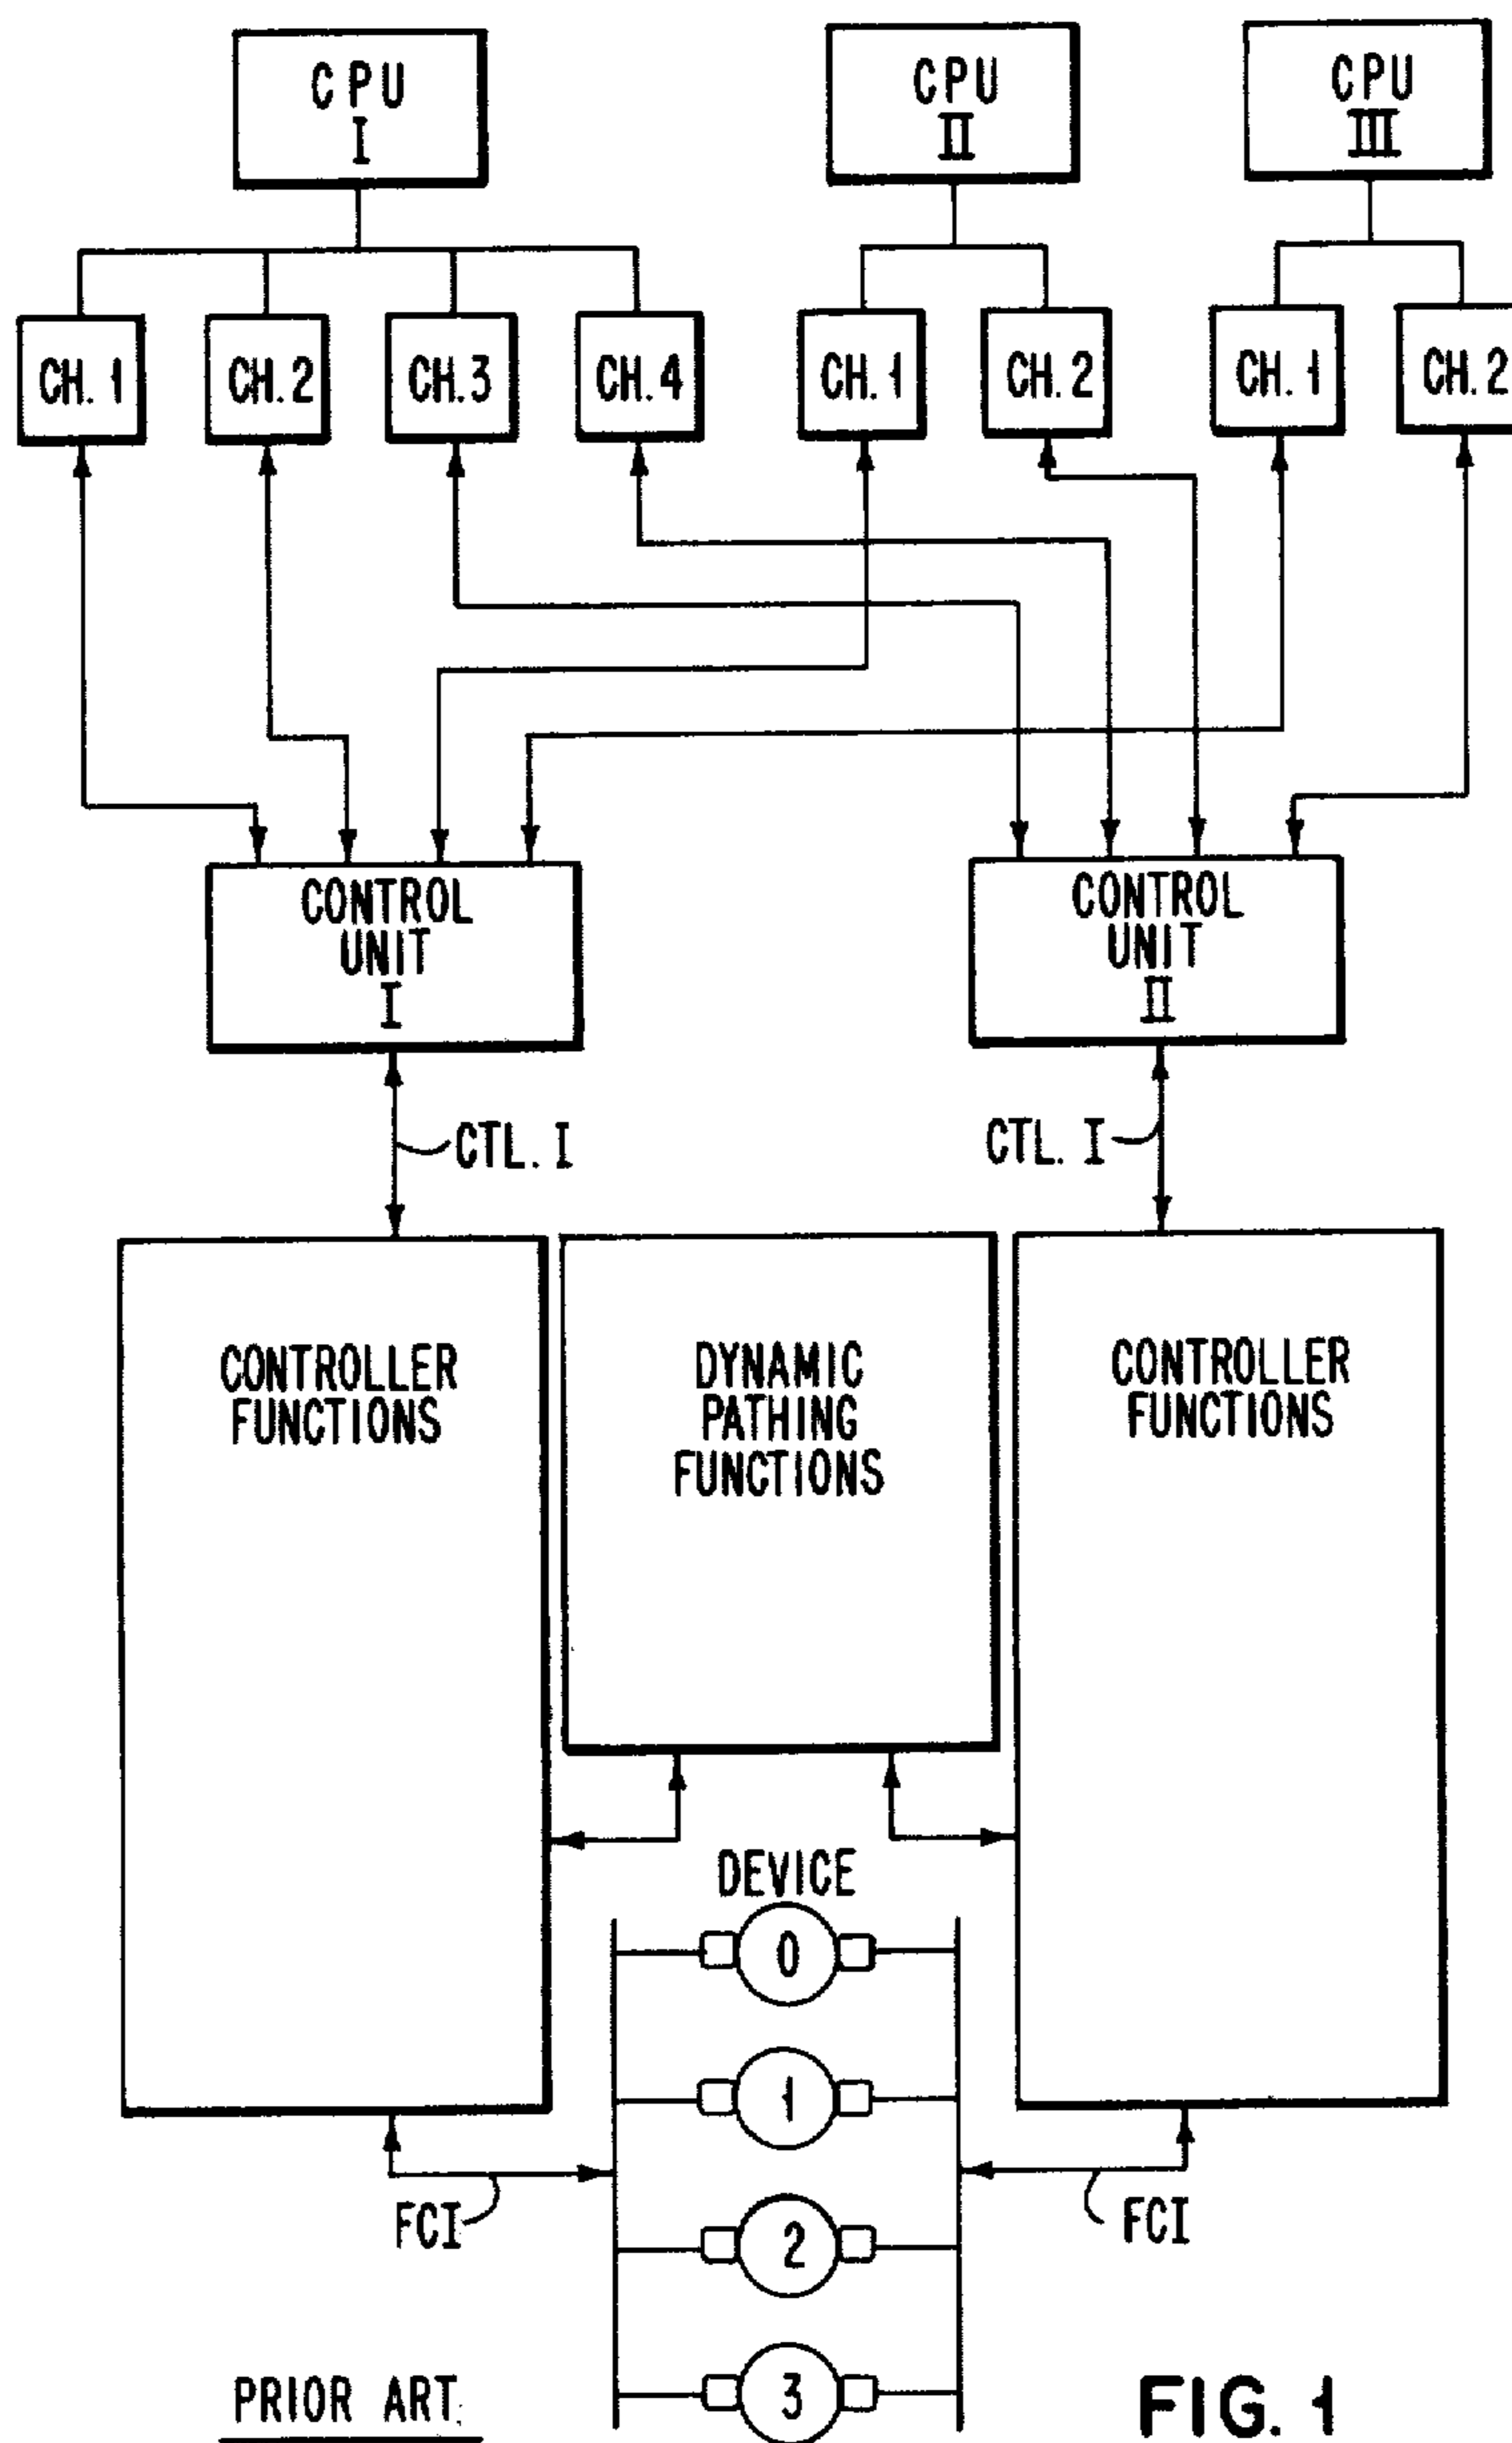 CPU
I
CPU
II
CPU
III
CH. 1
CH. 2
CH. 3
CH. 4
CH. 1
CH. 2
CH. 1
CH. 2
CONTROL
UNIT
I
CONTROL
UNIT
II
CTL. I
CTL. I
CONTROLLER
FUNCTIONS
DYNAMIC
PATHING
FUNCTIONS
CONTROLLER
FUNCTIONS
DEVICE
0
1
2
3
FCI
FCI
PRIOR ART
FIG. 1